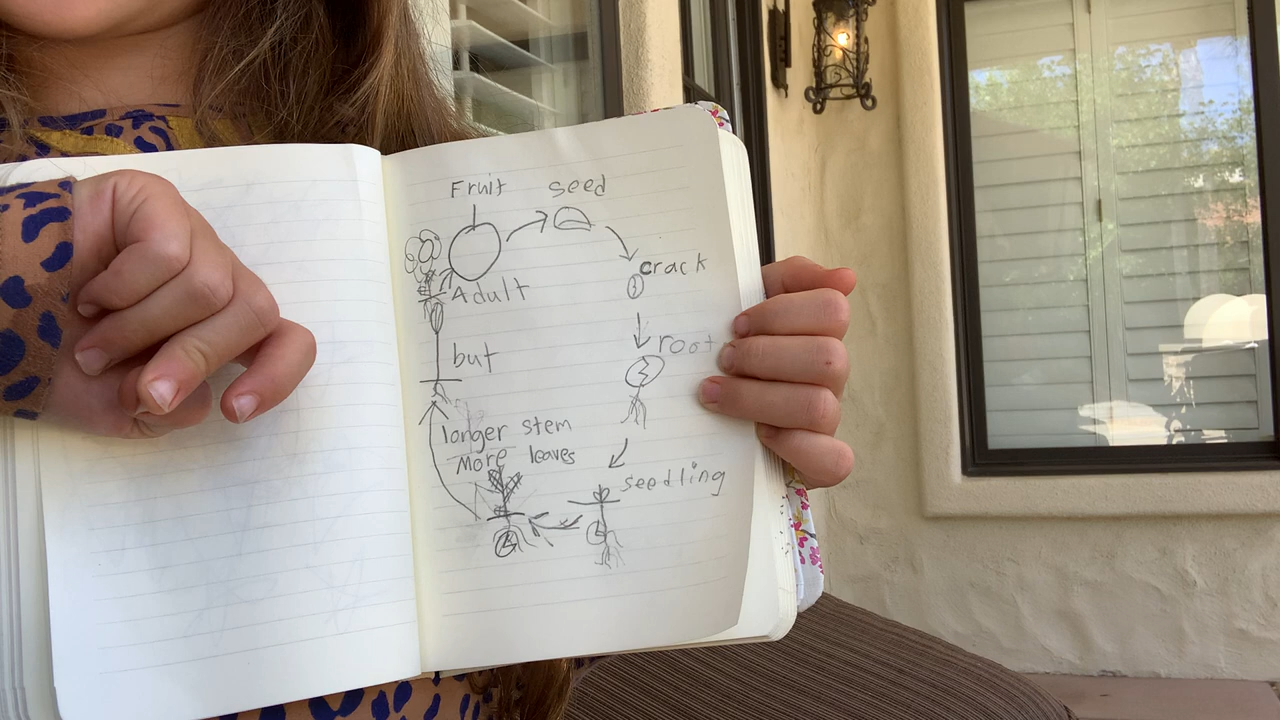 Fruit seed
crack
Adult
root
but
longer stem
More leaves
seedling